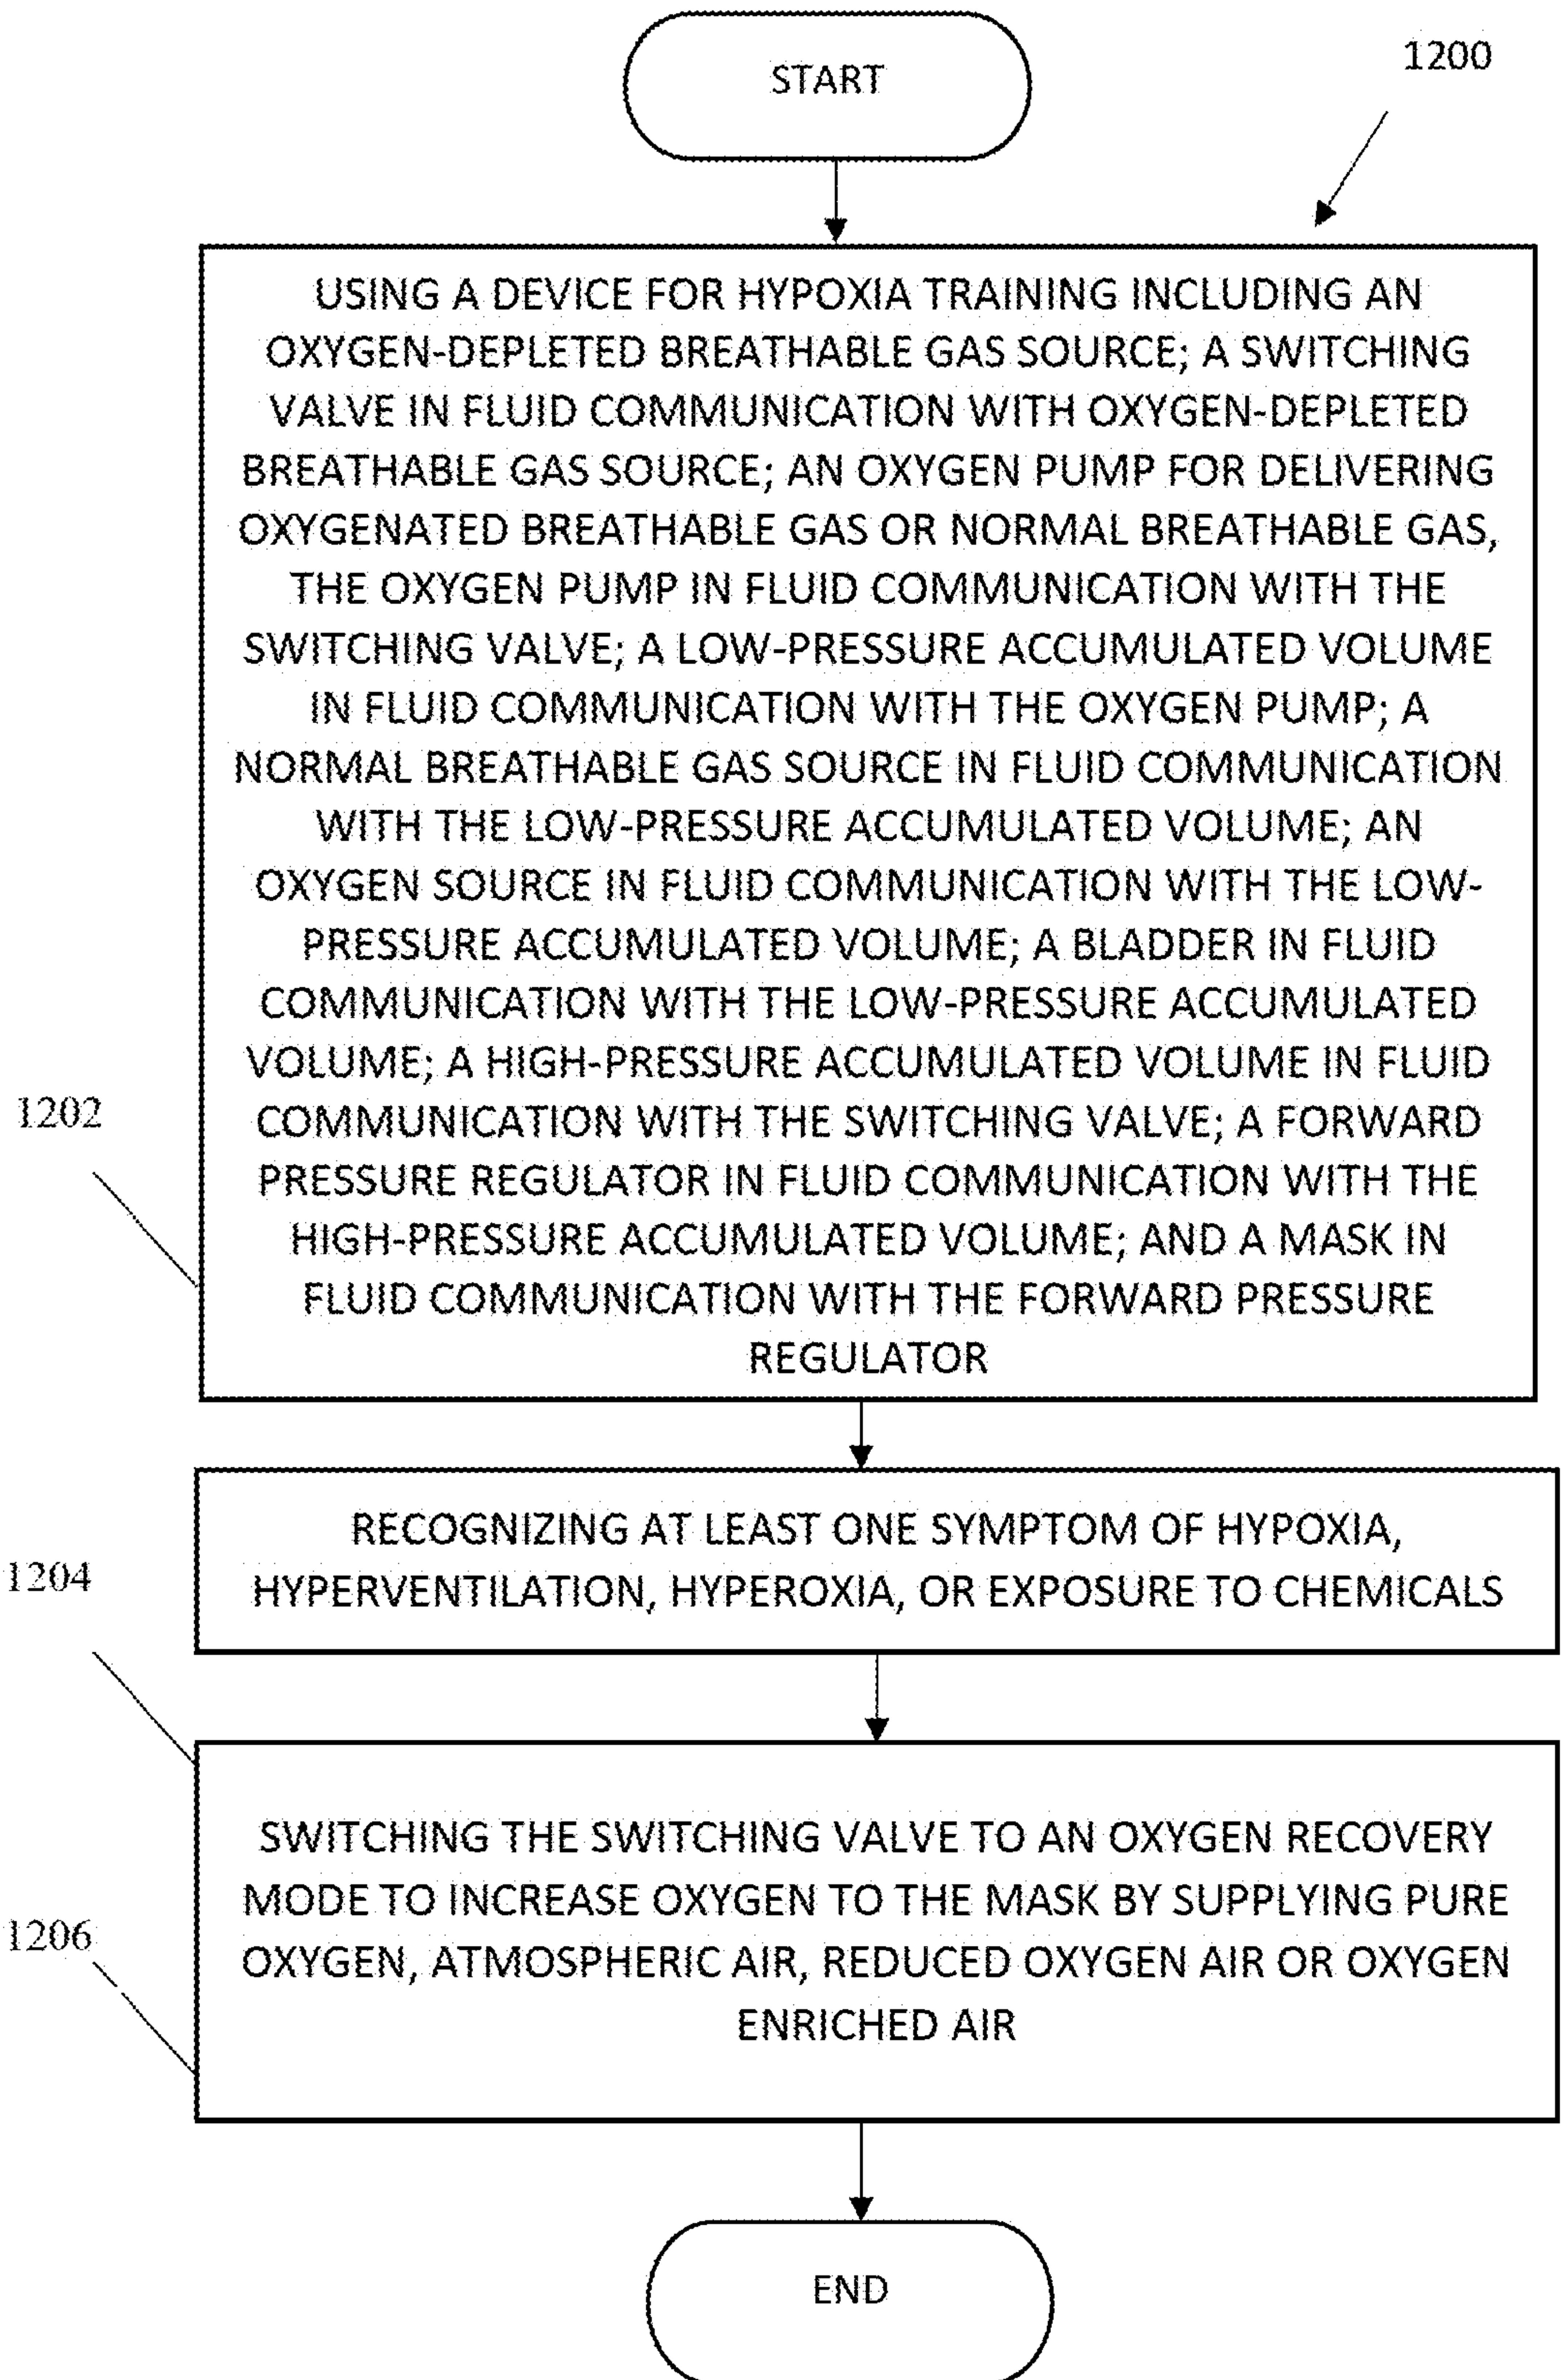 START
1200
USING A DEVICE FOR HYPOXIA TRAINING INCLUDING AN
OXYGEN-DEPLETED BREATHABLE GAS SOURCE; A SWITCHING
VALVE IN FLUID COMMUNICATION WITH OXYGEN-DEPLETED
BREATHABLE GAS SOURCE; AN OXYGEN PUMP FOR DELIVERING
OXYGENATED BREATHABLE GAS OR NORMAL BREATHABLE GAS,
THE OXYGEN PUMP IN FLUID COMMUNICATION WITH THE
SWITCHING VALVE; A LOW-PRESSURE ACCUMULATED VOLUME
IN FLUID COMMUNICATION WITH THE OXYGEN PUMP; A
NORMAL BREATHABLE GAS SOURCE IN FLUID COMMUNICATION
WITH THE LOW-PRESSURE ACCUMULATED VOLUME; AN
OXYGEN SOURCE IN FLUID COMMUNICATION WITH THE LOW-
PRESSURE ACCUMULATED VOLUME; A BLADDER IN FLUID
COMMUNICATION WITH THE LOW-PRESSURE ACCUMULATED
VOLUME; A HIGH-PRESSURE ACCUMULATED VOLUME IN FLUID
COMMUNICATION WITH THE SWITCHING VALVE; A FORWARD
PRESSURE REGULATOR IN FLUID COMMUNICATION WITH THE
HIGH-PRESSURE ACCUMULATED VOLUME; AND A MASK IN
FLUID COMMUNICATION WITH THE FORWARD PRESSURE
REGULATOR
1202
RECOGNIZING AT LEAST ONE SYMPTOM OF HYPOXIA,
HYPERVENTILATION, HYPEROXIA, OR EXPOSURE TO CHEMICALS
1204
SWITCHING THE SWITCHING VALVE TO AN OXYGEN RECOVERY
MODE TO INCREASE OXYGEN TO THE MASK BY SUPPLYING PURE
OXYGEN, ATMOSPHERIC AIR, REDUCED OXYGEN AIR OR OXYGEN
ENRICHED AIR
1206
END